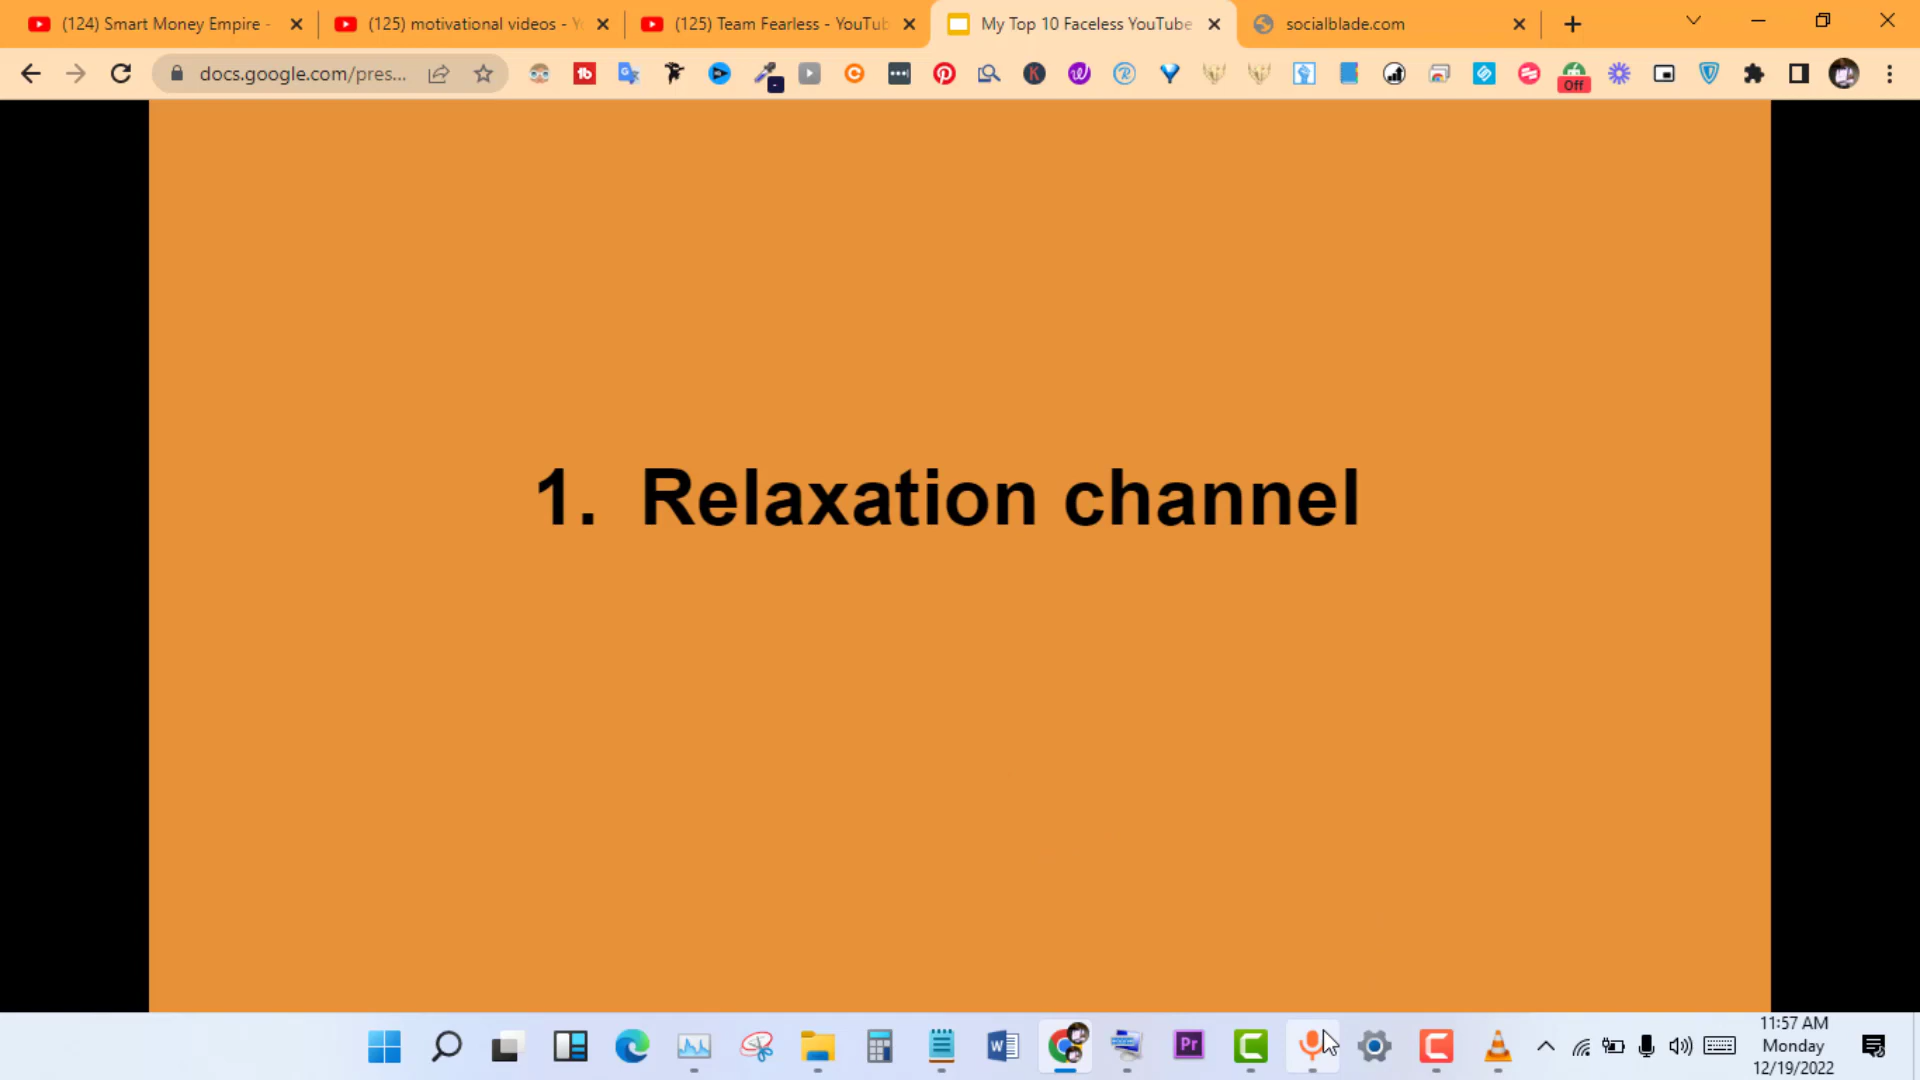 (124) Smart Money Empire -
(125) motivational videos - Yo
(125) Team Fearless - YouTub
My Top 10 Faceless YouTube
socialblade.com
docs.google.com/pres...
Off
1. Relaxation channel
11:57 AM
Monday
12/19/2022